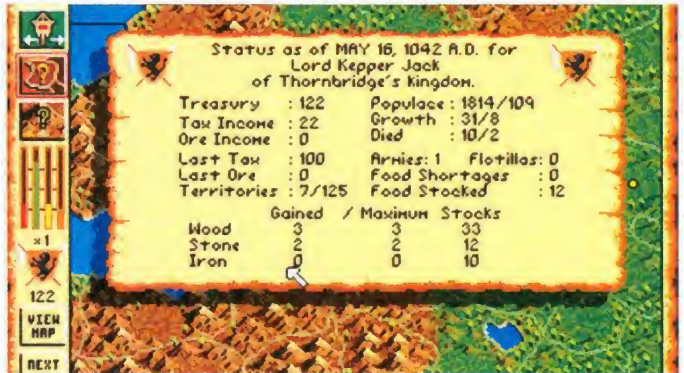 Status as of MAY 16, 1042 A.D. for
Lord Kepper Jack
of Thornbridge's Kingdom.
Treasury : 122 Populace : 1814/109
Tax Income : 22 Growth : 31/8
Ore Income : 0 Died : 10/2
Last Tax : 100 Armies: 1 Flotillas: 0
Last Ore : 0 Food Shortages : 0
Territories : 7/125 Food Stocked : 12
Gained / Maximum Stocks
Wood 3 3 33
Stone 2 2 12
Iron 0 0 10
?
x1
122
VIEW
MAP
NEXT